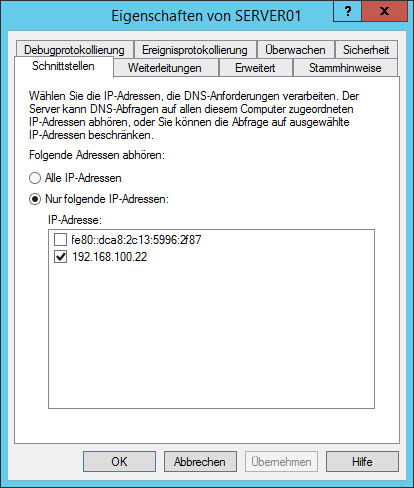 Eigenschaften von SERVER01
?
Debugprotokollierung Ereignisprotokollierung Überwachen Sicherheit
Schnittstellen Weiterleitungen Erweitert Stammhinweise
Wählen Sie die IP-Adressen, die DNS-Anforderungen verarbeiten. Der
Server kann DNS-Abfragen auf allen diesem Computer zugeordneten
IP-Adressen abhören, oder Sie können die Abfrage auf ausgewählte
IP-Adressen beschränken.
Folgende Adressen abhören:
Alle IP-Adressen
Nur folgende IP-Adressen:
IP-Adresse:
fe80::dca8:2c13:5996:2f87
192.168.100.22
OK Abbrechen Übernehmen Hilfe